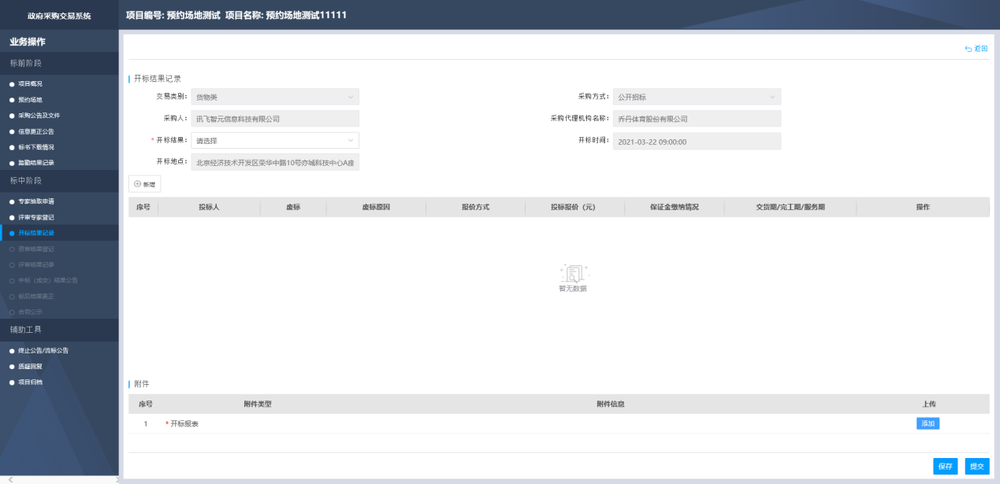 政府采购交易系统
项目编号: 预约场地测试 项目名称: 预约场地测试11111
业务操作
标前阶段
项目概况
预约场地
采购公告及文件
信息更正公告
标书下载情况
踏勘结果记录
标中阶段
专家抽取申请
评审专家登记
开标结果记录
资审结果登记
评审结果记录
中标（成交）结果公告
标后结果更正
合同公示
辅助工具
终止公告/流标公告
质疑回复
项目归档
返回
开标结果记录
交易类别: 货物类 采购方式: 公开招标
采购人: 讯飞智元信息科技有限公司 采购代理机构名称: 乔丹体育股份有限公司
* 开标结果: 请选择 开标时间: 2021-03-22 09:00:00
开标地点: 北京经济技术开发区荣华中路10号亦城科技中心A座
新增
序号 投标人 废标 废标原因 报价方式 投标报价（元） 保证金缴纳情况 交货期/完工期/服务期 操作
暂无数据
附件
序号 附件类型 附件信息 上传
1 * 开标报表 添加
保存 提交